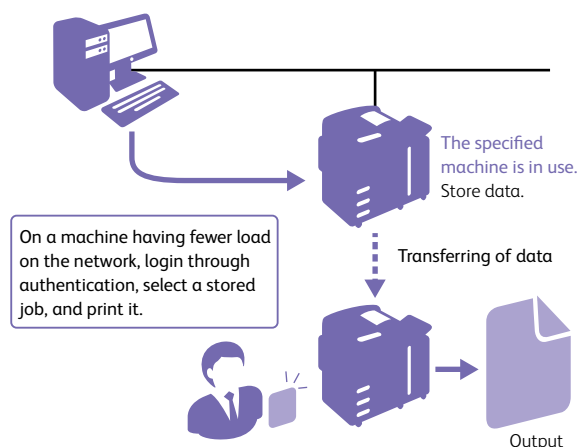 The specified
machine is in use.
Store data.
On a machine having fewer load
on the network, login through
authentication, select a stored
job, and print it.
Transferring of data
Output